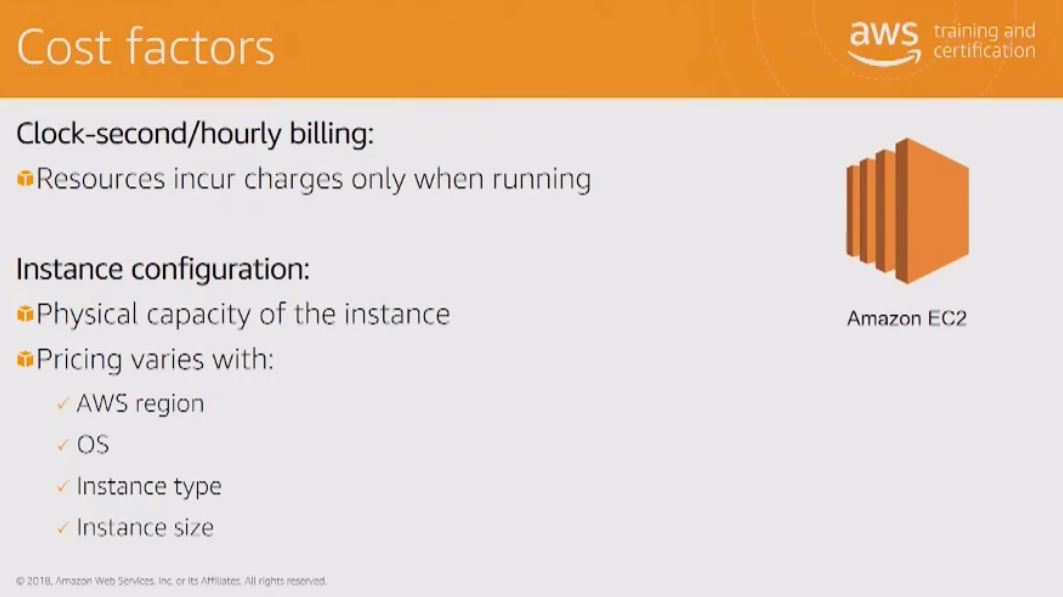 Cost factors
aws training and certification
Clock-second/hourly billing:
Resources incur charges only when running
Instance configuration:
Physical capacity of the instance
Pricing varies with:
AWS region
OS
Instance type
Instance size
Amazon EC2
© 2018, Amazon Web Services, Inc. or its Affiliates. All rights reserved.